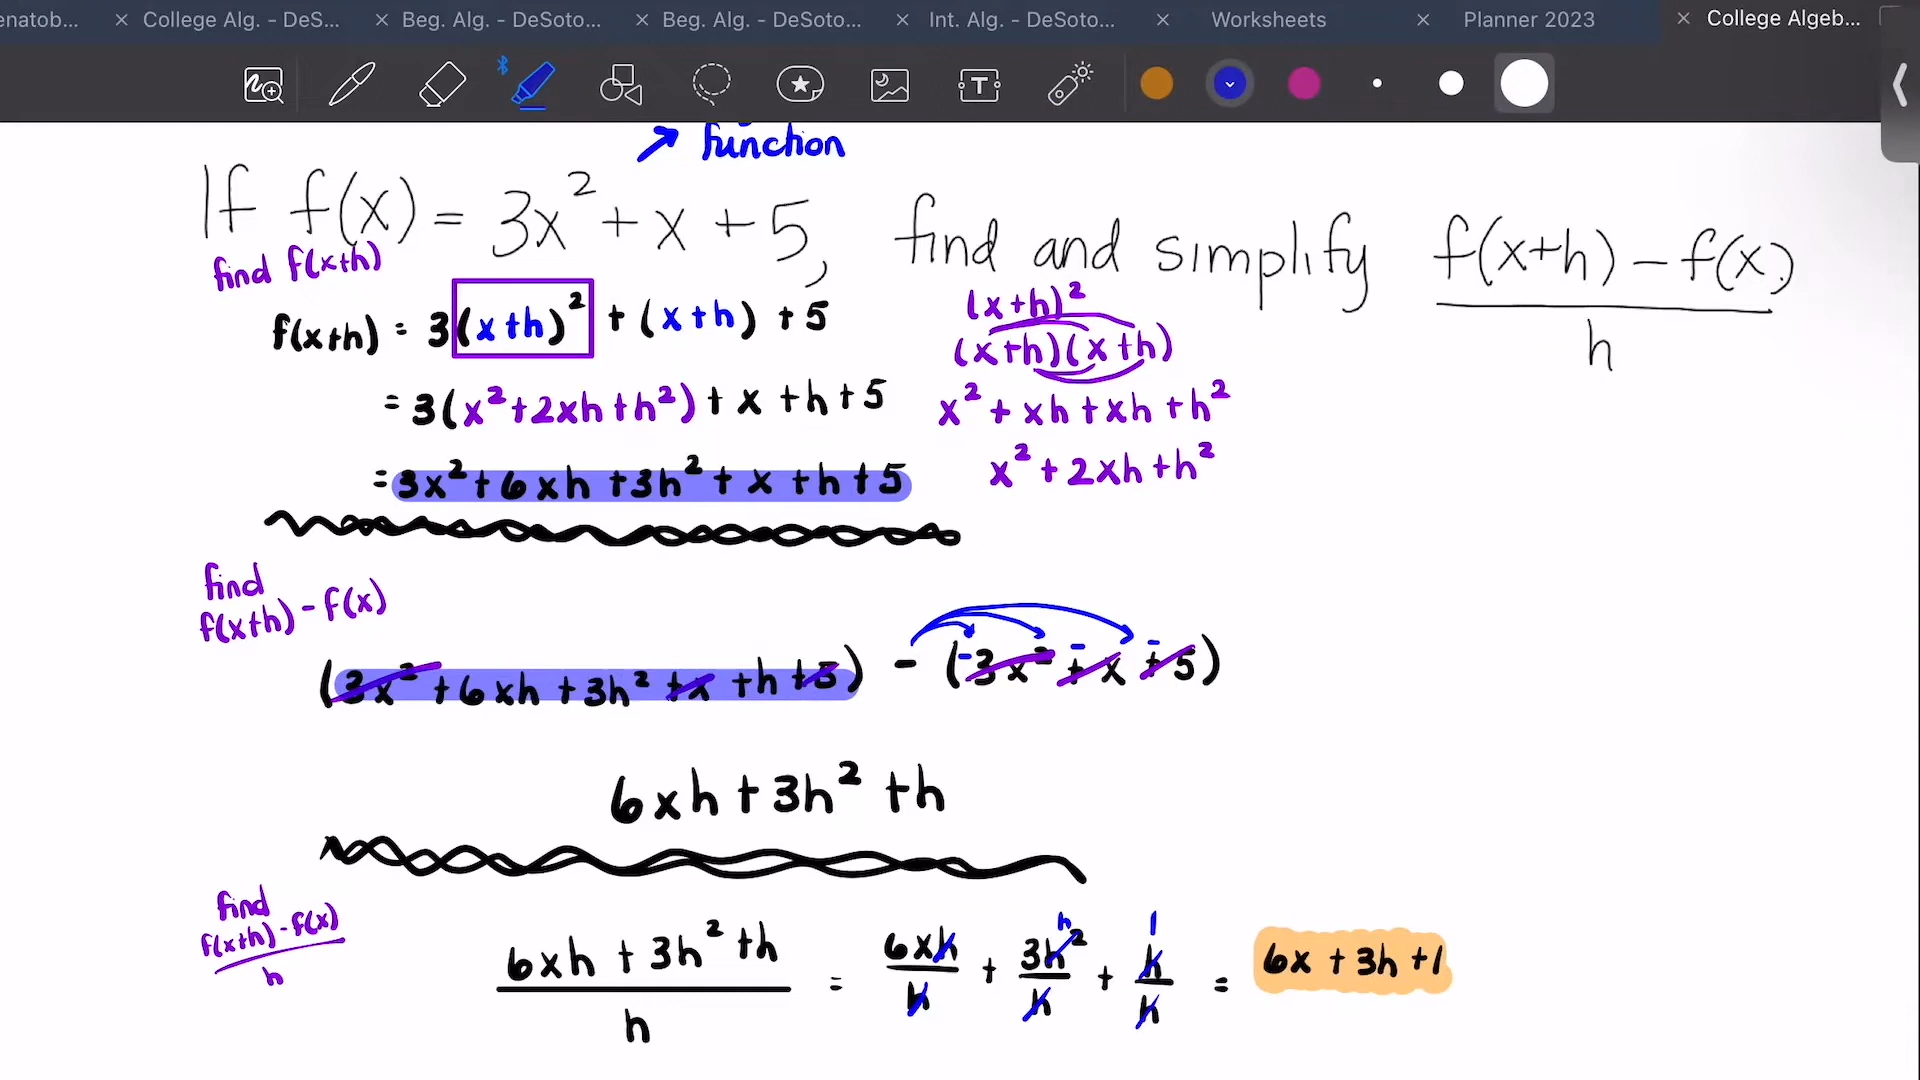 enatob... × College Alg. - DeS... × Beg. Alg. - DeSoto... × Beg. Alg. - DeSoto... × Int. Alg. - DeSoto... × Worksheets × Planner 2023 × College Algeb...
↗ function
If f(x) = 3x² + x + 5, find and simplify f(x+h) - f(x) / h
find f(x+h)
f(x+h) = 3(x+h)² + (x+h) + 5
= 3(x²+2xh+h²) + x + h + 5
= 3x² + 6xh + 3h² + x + h + 5
(x+h)²
(x+h)(x+h)
x² + xh + xh + h²
x² + 2xh + h²
find
f(x+h) - f(x)
(3x² + 6xh + 3h² + x + h + 5) - (3x² + x + 5)
- - -
6xh + 3h² + h
find
f(x+h) - f(x) / h
6xh + 3h² + h / h = 6xh / h + 3h² / h + h / h = 6x + 3h + 1
h 1